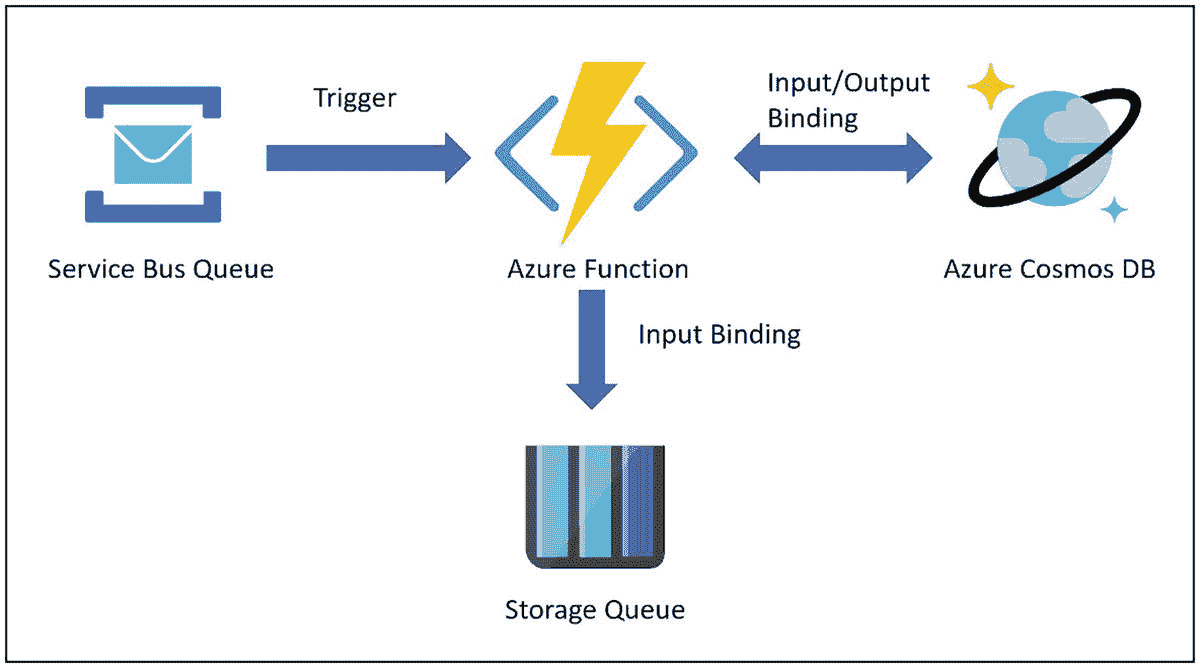 Trigger
Input/Output
Binding
Service Bus Queue
Azure Function
Azure Cosmos DB
Input Binding
Storage Queue